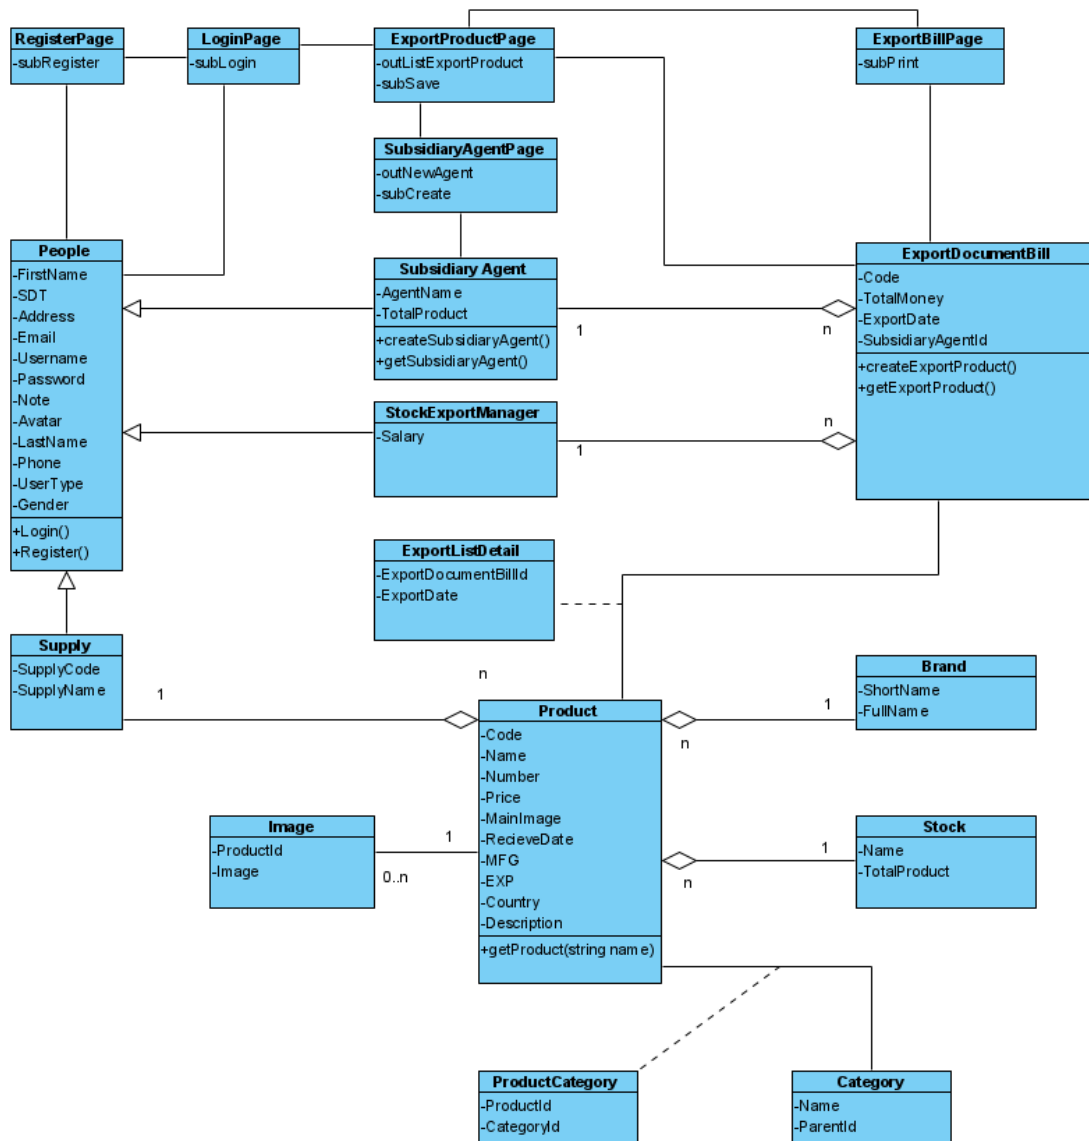 RegisterPage
-subRegister
LoginPage
-subLogin
ExportProductPage
-outListExportProduct
-subSave
ExportBillPage
-subPrint
SubsidiaryAgentPage
-outNewAgent
-subCreate
People
-FirstName
-SDT
-Address
-Email
-Username
-Password
-Note
-Avatar
-LastName
-Phone
-UserType
-Gender
+Login()
+Register()
Subsidiary Agent
-AgentName
-TotalProduct
+createSubsidiaryAgent()
+getSubsidiaryAgent()
1
n
ExportDocumentBill
-Code
-TotalMoney
-ExportDate
-SubsidiaryAgentId
+createExportProduct()
+getExportProduct()
StockExportManager
-Salary
1
n
ExportListDetail
-ExportDocumentBillId
-ExportDate
Supply
-SupplyCode
-SupplyName
1
n
Product
-Code
-Name
-Number
-Price
-MainImage
-RecieveDate
-MFG
-EXP
-Country
-Description
+getProduct(string name)
Brand
-ShortName
-FullName
1
n
Image
-ProductId
-Image
1
0..n
Stock
-Name
-TotalProduct
1
n
ProductCategory
-ProductId
-CategoryId
Category
-Name
-ParentId